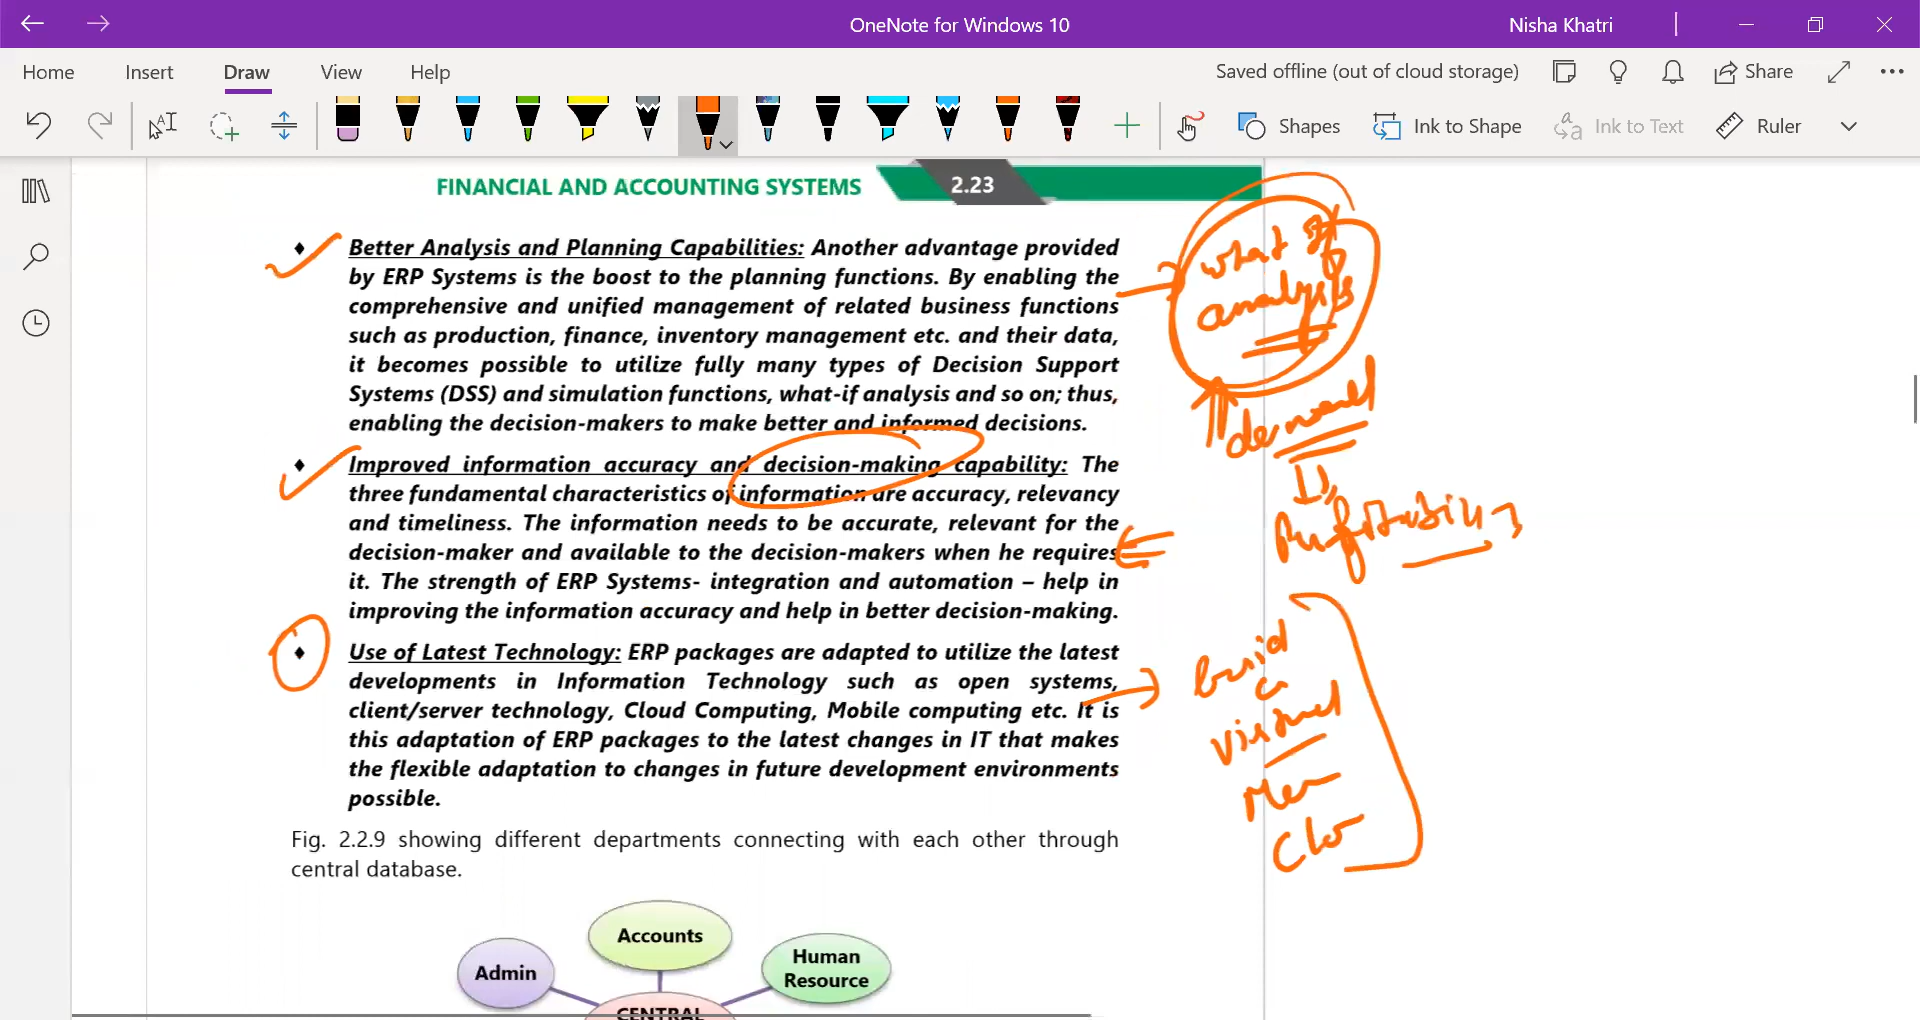 OneNote for Windows 10
Nisha Khatri
Home Insert Draw View Help
Saved offline (out of cloud storage)
Share
Shapes
Ink to Shape
Ink to Text
Ruler
FINANCIAL AND ACCOUNTING SYSTEMS 2.23
Better Analysis and Planning Capabilities: Another advantage provided
by ERP Systems is the boost to the planning functions. By enabling the
comprehensive and unified management of related business functions
such as production, finance, inventory management etc. and their data,
it becomes possible to utilize fully many types of Decision Support
Systems (DSS) and simulation functions, what-if analysis and so on; thus,
enabling the decision-makers to make better and informed decisions.
Improved information accuracy and decision-making capability: The
three fundamental characteristics of information are accuracy, relevancy
and timeliness. The information needs to be accurate, relevant for the
decision-maker and available to the decision-makers when he requires
it. The strength of ERP Systems- integration and automation – help in
improving the information accuracy and help in better decision-making.
Use of Latest Technology: ERP packages are adapted to utilize the latest
developments in Information Technology such as open systems,
client/server technology, Cloud Computing, Mobile computing etc. It is
this adaptation of ERP packages to the latest changes in IT that makes
the flexible adaptation to changes in future development environments
possible.
Fig. 2.2.9 showing different departments connecting with each other through
central database.
Accounts
Admin
Human
Resource
CENTRAL
what if
analysis
demand